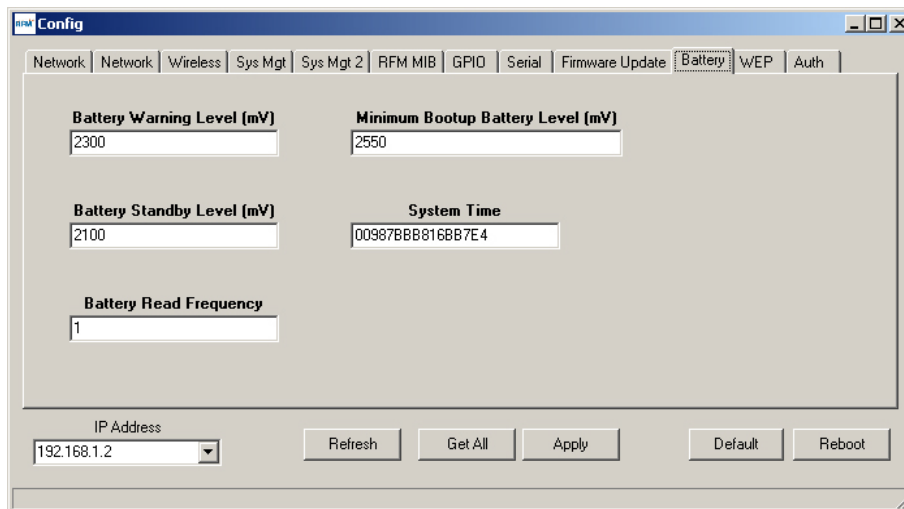 RFM Config
Network Network Wireless Sys Mgt Sys Mgt 2 RFM MIB GPIO Serial Firmware Update Battery WEP Auth
Battery Warning Level (mV) Minimum Bootup Battery Level (mV)
2300 2550
Battery Standby Level (mV) System Time
2100 00987BBB816BB7E4
Battery Read Frequency
1
IP Address
192.168.1.2 Refresh Get All Apply Default Reboot